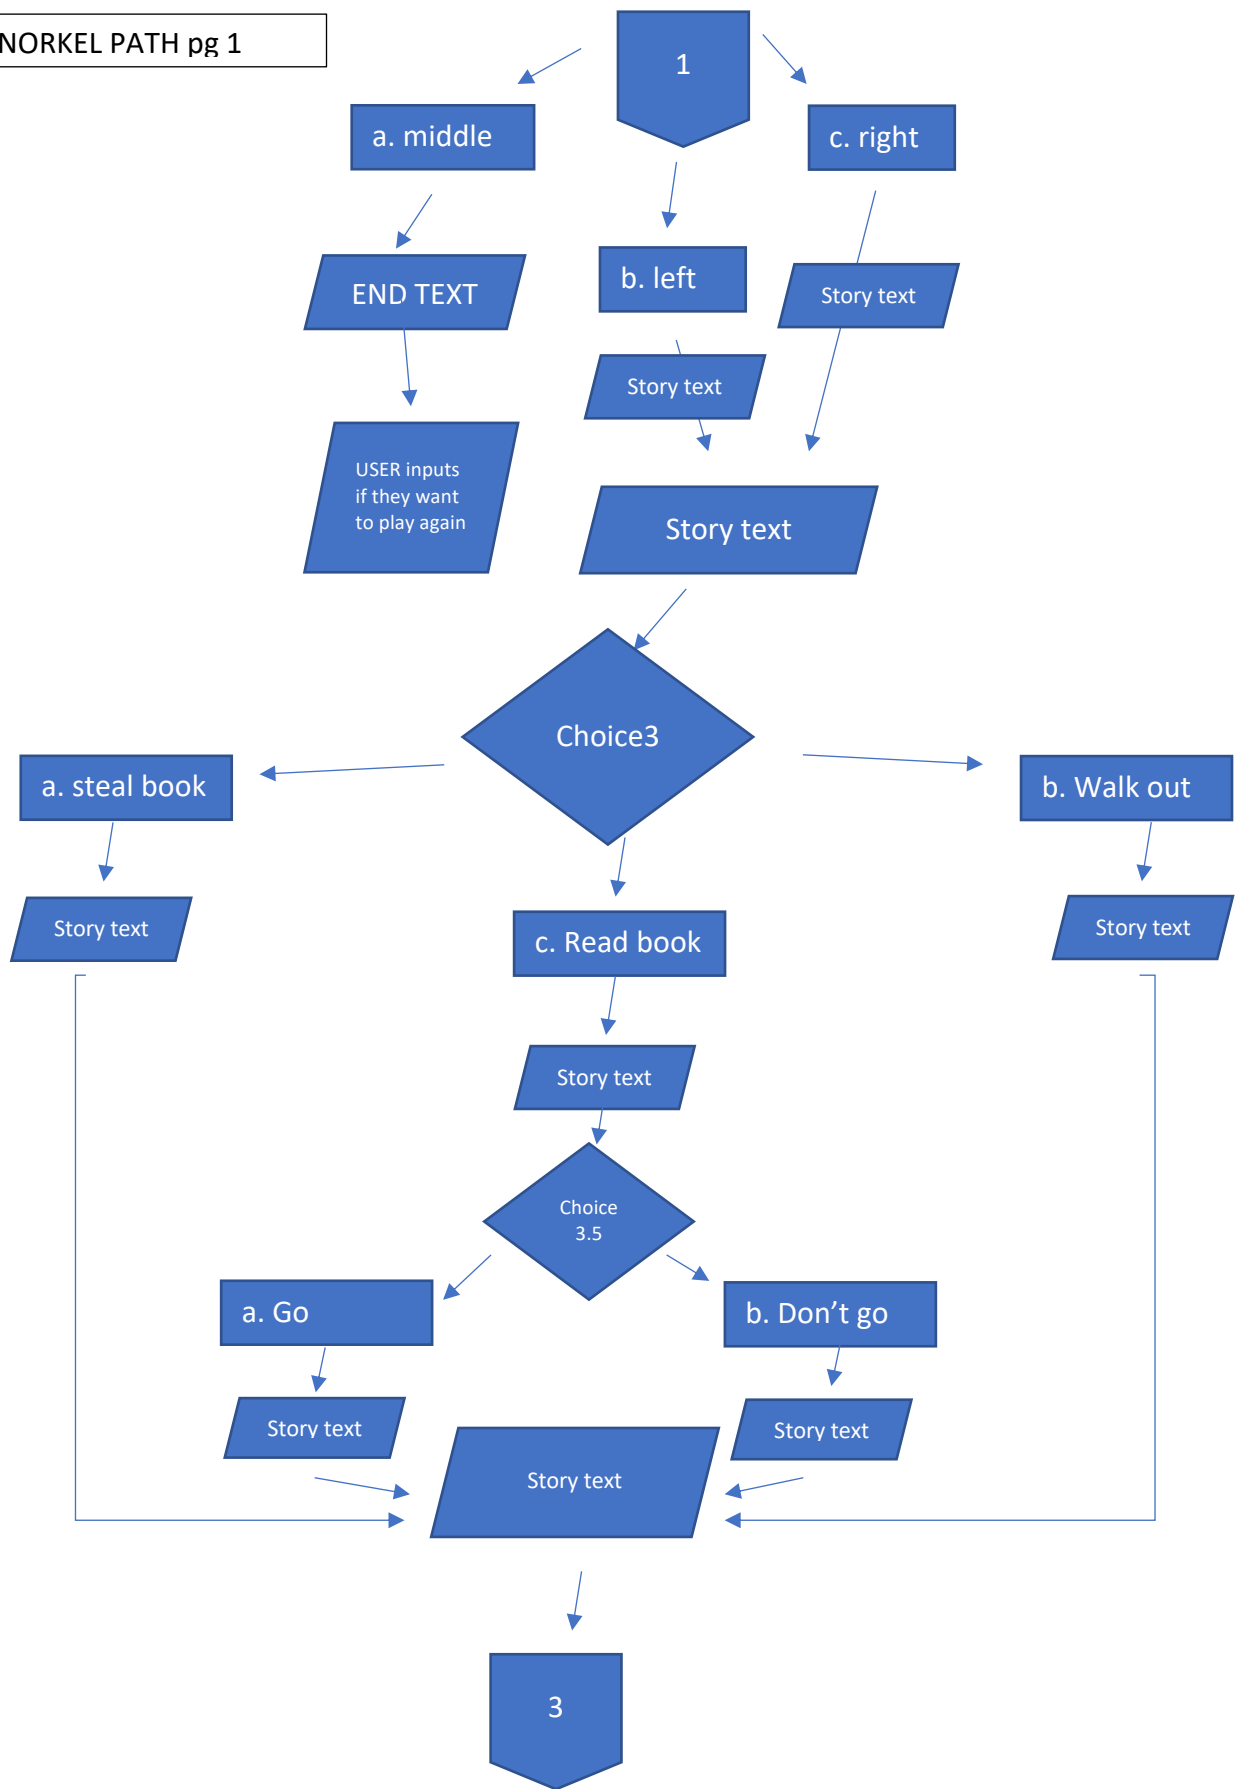 NORKEL PATH pg 1
1
a. middle
c. right
b. left
END TEXT
Story text
Story text
USER inputs
if they want
to play again
Story text
Choice3
a. steal book
b. Walk out
Story text
Story text
c. Read book
Story text
Choice
3.5
a. Go
b. Don’t go
Story text
Story text
Story text
3